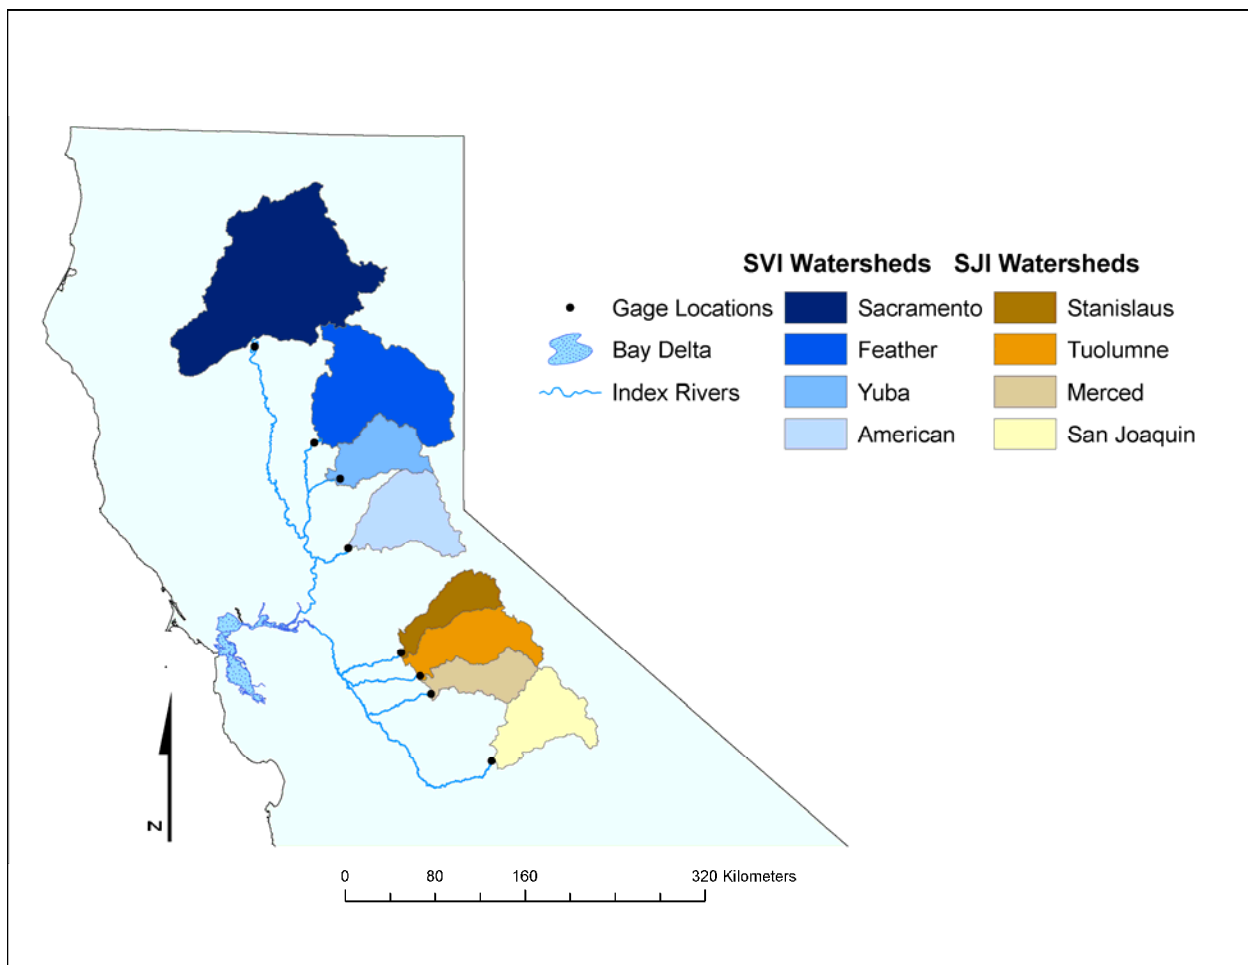 SVI Watersheds SJI Watersheds
Gage Locations Sacramento Stanislaus
Bay Delta Feather Tuolumne
Index Rivers Yuba Merced
American San Joaquin
N
0 80 160 320 Kilometers